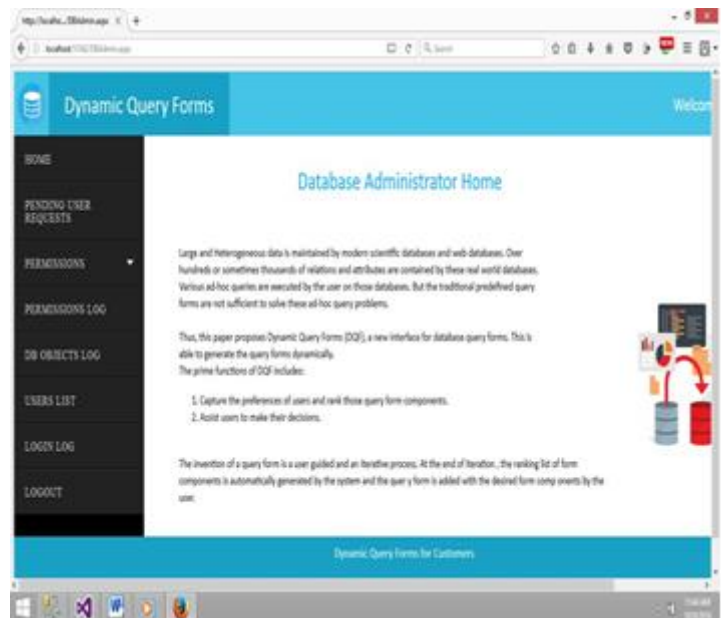 Search
Dynamic Query Forms
Welcom
HOME
PENDING USER
REQUESTS
PERMISSIONS
PERMISSIONS LOG
DB OBJECTS LOG
USERS LIST
LOGIN LOG
LOGOUT
Database Administrator Home
Large and Heterogeneous data is maintained by modern scientific databases and web databases. Over
hundreds or sometimes thousands of relations and attributes are contained by these real world databases.
Various ad-hoc queries are executed by the user on those databases. But the traditional predefined query
forms are not sufficient to solve these ad-hoc query problems.
Thus, this paper proposes Dynamic Query Forms (DQF), a new interface for database query forms. This is
able to generate the query forms dynamically.
The prime functions of DQF includes:
1. Capture the preferences of users and rank those query form components.
2. Assist users to make their decisions.
The invention of a query form is a user guided and an iterative process. At the end of Iteration , the ranking list of form
components is automatically generated by the system and the quer y form is added with the desired form comp onents by the
user.
Dynamic Query Forms for Customers